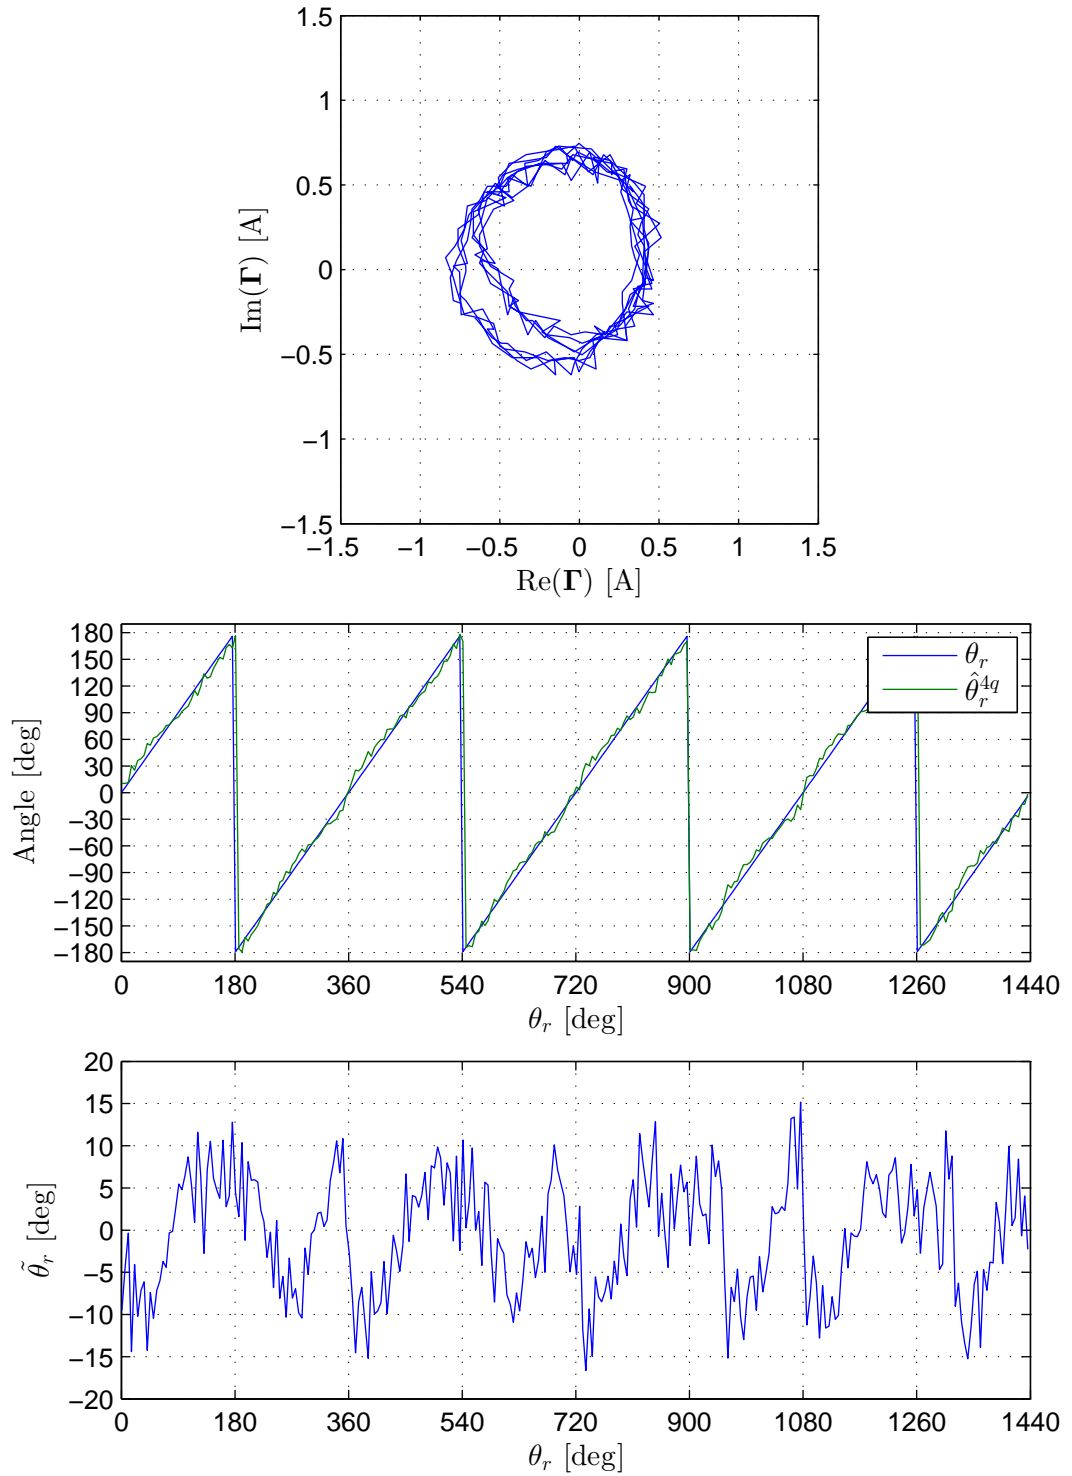 1.5
1
0.5
0
−0.5
−1
−1.5
−1.5 −1 −0.5 0 0.5 1 1.5
Im(Γ) [A]
Re(Γ) [A]
180
150
120
90
60
30
0
−30
−60
−90
−120
−150
−180
0 180 360 540 720 900 1080 1260 1440
Angle [deg]
θr [deg]
θr
θ̂r4q
20
15
10
5
0
−5
−10
−15
−20
0 180 360 540 720 900 1080 1260 1440
θ̃r [deg]
θr [deg]